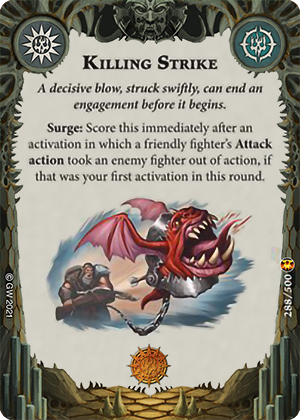 KILLING STRIKE
A decisive blow, struck swiftly, can end an
engagement before it begins.
Surge: Score this immediately after an
activation in which a friendly fighter's Attack
action took an enemy fighter out of action, if
that was your first activation in this round.
© GW 2021
288/500